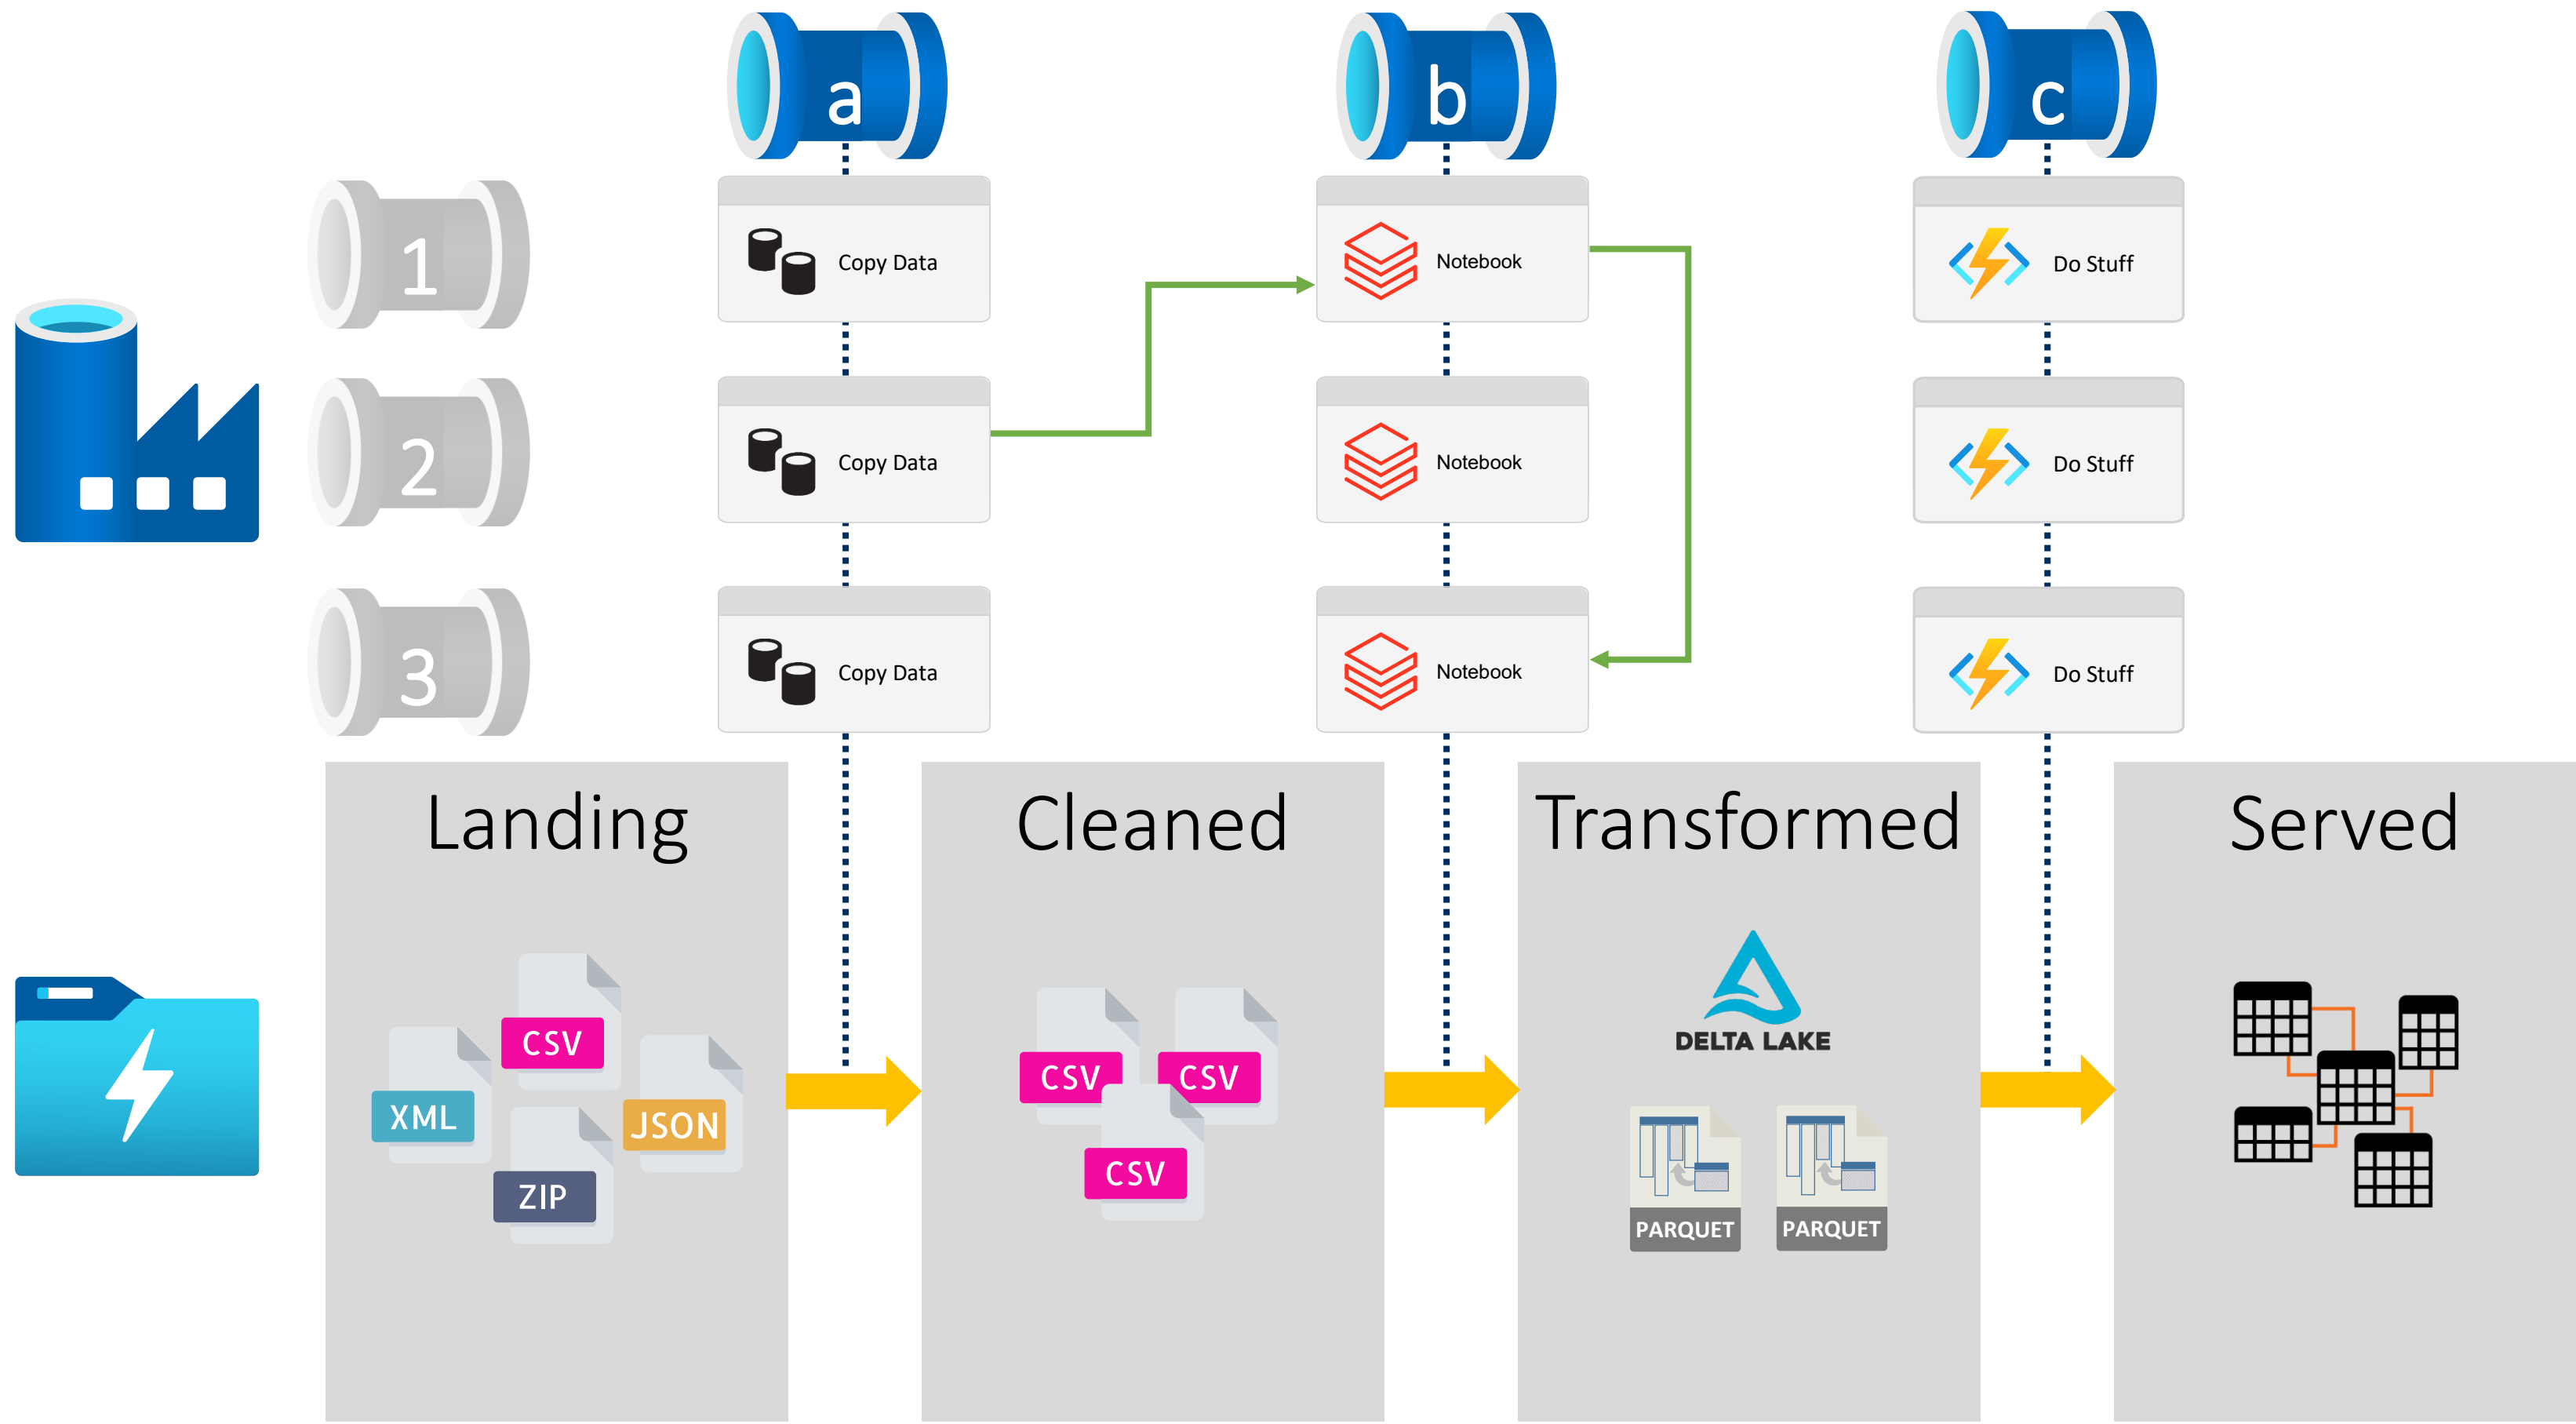 a
b
c
1
Copy Data
Notebook
Do Stuff
2
Copy Data
Notebook
Do Stuff
3
Copy Data
Notebook
Do Stuff
Landing
Cleaned
Transformed
Served
CSV
XML
JSON
ZIP
CSV
CSV
CSV
DELTA LAKE
PARQUET
PARQUET